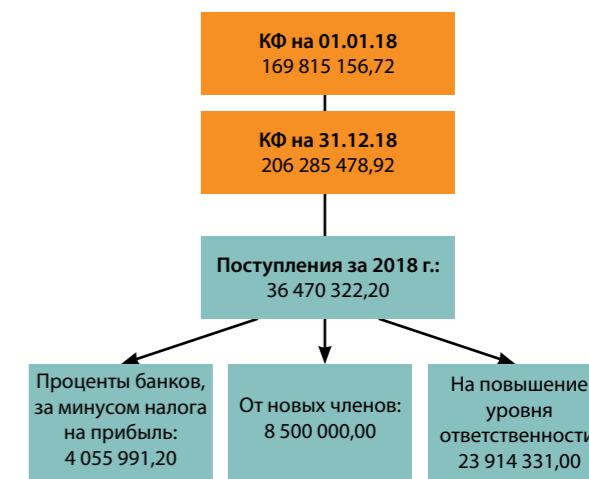 КФ на 01.01.18
169 815 156,72
КФ на 31.12.18
206 285 478,92
Поступления за 2018 г.:
36 470 322,20
Проценты банков,
за минусом налога
на прибыль:
4 055 991,20
От новых членов:
8 500 000,00
На повышение
уровня
ответственности
23 914 331,00